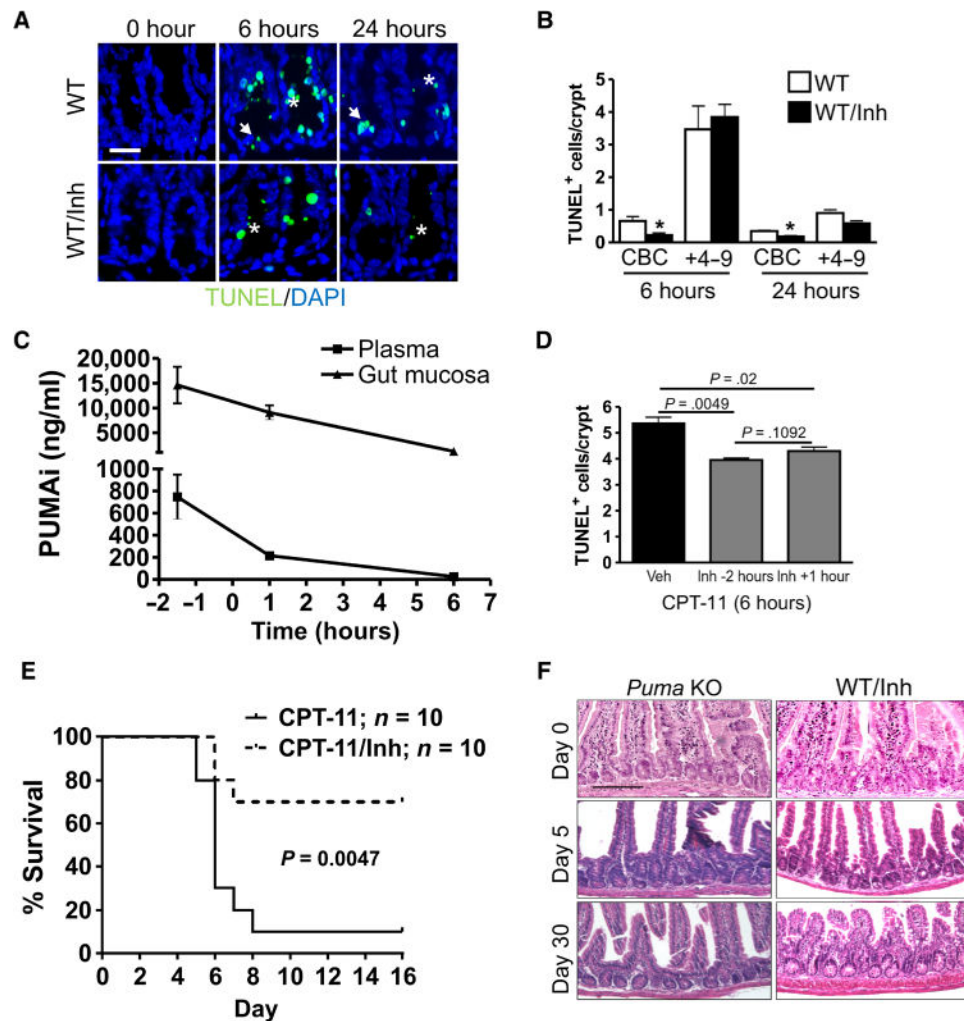 A
0 hour 6 hours 24 hours
WT
WT/Inh
*
*
*
*
TUNEL/DAPI
B
TUNEL⁺ cells/crypt
5
4
3
2
1
0
WT
WT/Inh
*
*
CBC +4–9 CBC +4–9
6 hours 24 hours
C
PUMAi (ng/ml)
20,000
15,000
10,000
5000
1000
800
600
400
200
0
Plasma
Gut mucosa
–2 –1 0 1 2 3 4 5 6 7
Time (hours)
D
TUNEL⁺ cells/crypt
6
5
4
3
2
1
0
P = .02
P = .0049
P = .1092
Veh Inh -2 hours Inh +1 hour
CPT-11 (6 hours)
E
CPT-11; n = 10
CPT-11/Inh; n = 10
% Survival
100
80
60
40
20
0
P = 0.0047
0 2 4 6 8 10 12 14 16
Day
F
Puma KO WT/Inh
Day 0
Day 5
Day 30